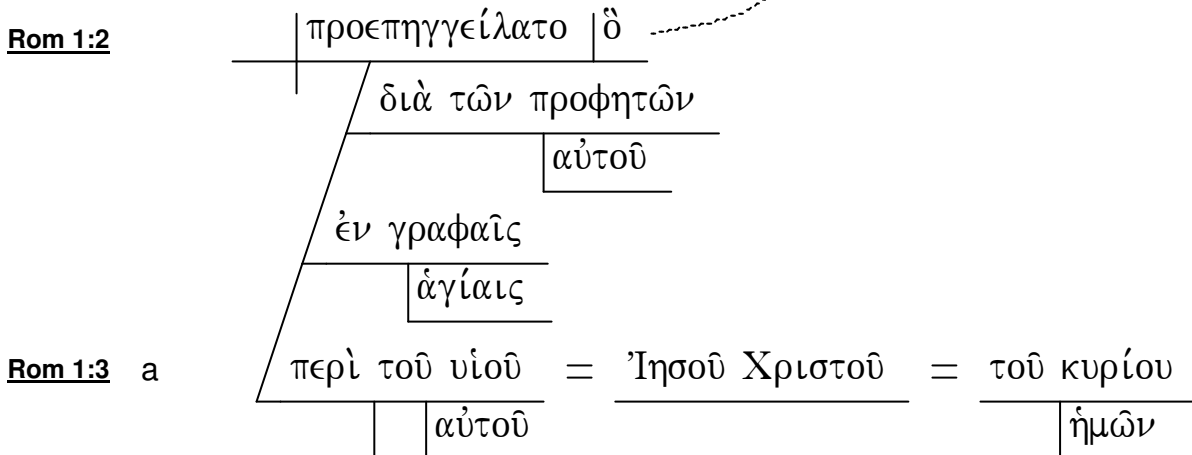 Rom 1:2 προεπηγγείλατο ὃ
διὰ τῶν προφητῶν
αὐτοῦ
ἐν γραφαῖς
ἁγίαις
Rom 1:3 a περὶ τοῦ υἱοῦ = Ἰησοῦ Χριστοῦ = τοῦ κυρίου
αὐτοῦ ἡμῶν